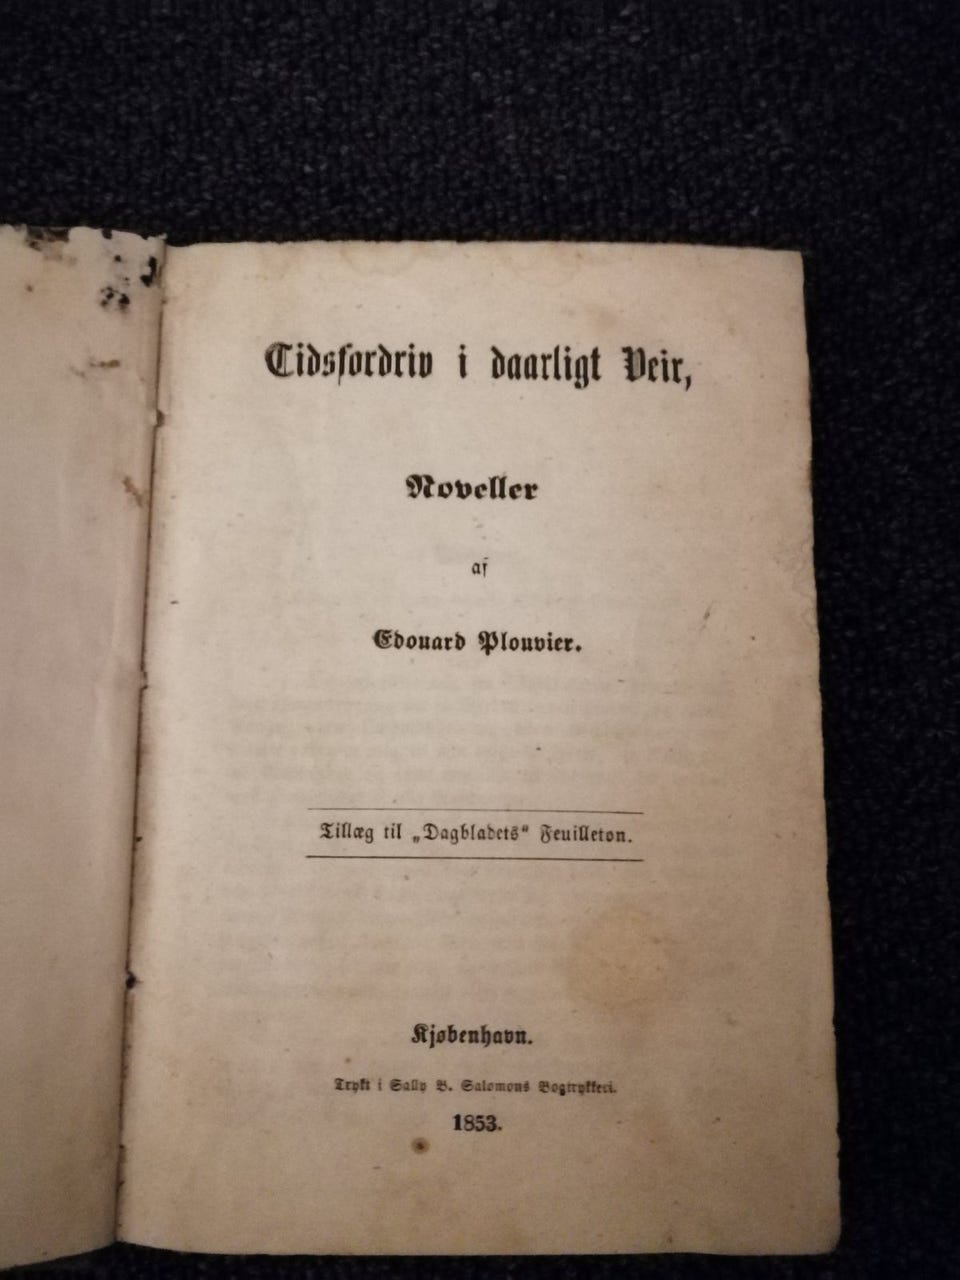 Tidsfordriv i daarligt Veir,
Noveller
af
Edouard Plouvier.
Tillæg til „Dagbladets“ Feuilleton.
Kjøbenhavn.
Trykt i Sally B. Salomons Bogtrykkeri.
1853.